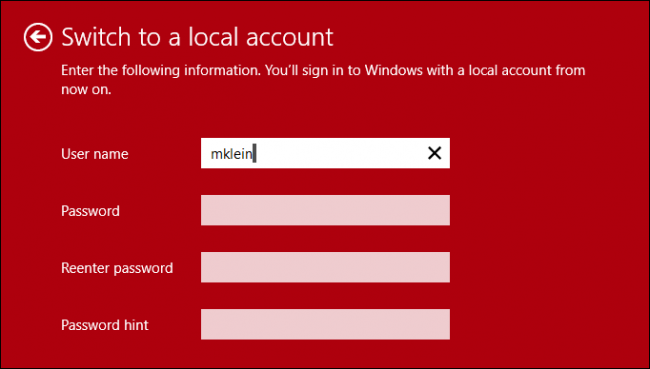 Switch to a local account
Enter the following information. You'll sign in to Windows with a local account from
now on.
User name
mklein
Password
Reenter password
Password hint